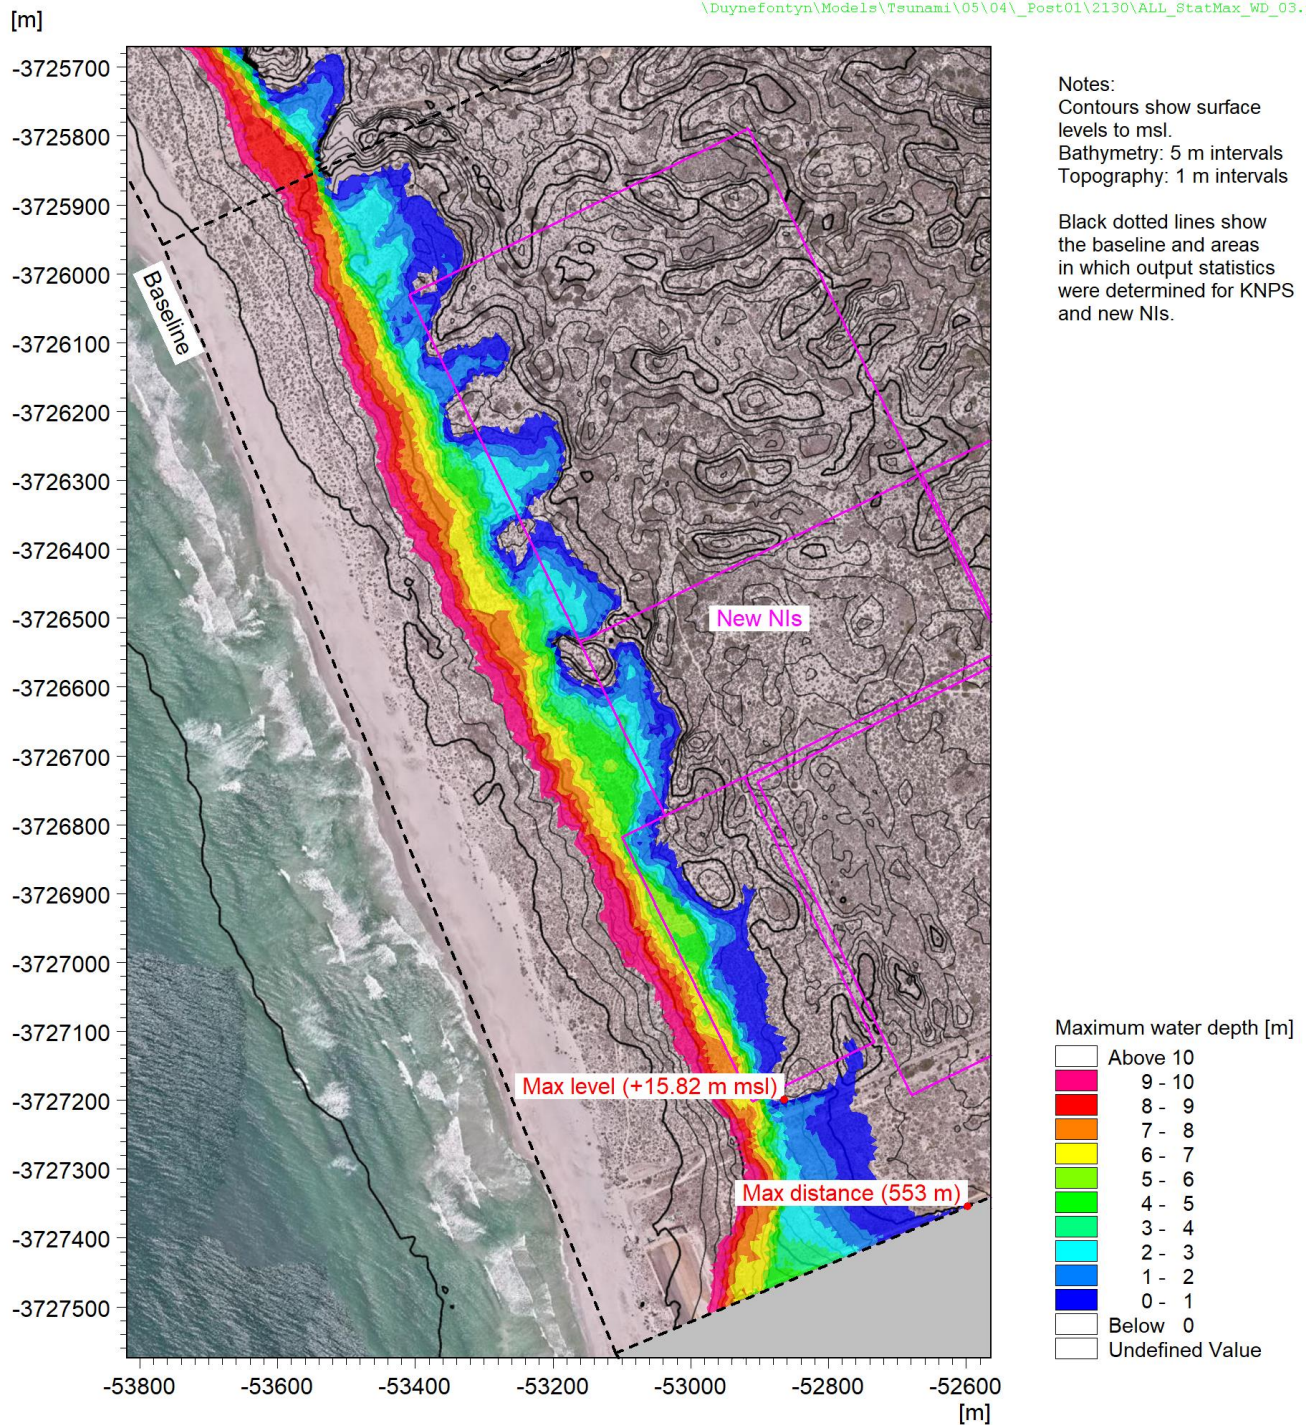 \Duynefontyn\Models\Tsunami\05\04\_Post01\2130\ALL_StatMax_WD_03.
[m]
-3725700
-3725800
-3725900
-3726000
-3726100
-3726200
-3726300
-3726400
-3726500
-3726600
-3726700
-3726800
-3726900
-3727000
-3727100
-3727200
-3727300
-3727400
-3727500
Baseline
New NIs
Max level (+15.82 m msl)
Max distance (553 m)
-53800
-53600
-53400
-53200
-53000
-52800
-52600
[m]
Notes:
Contours show surface
levels to msl.
Bathymetry: 5 m intervals
Topography: 1 m intervals
Black dotted lines show
the baseline and areas
in which output statistics
were determined for KNPS
and new NIs.
Maximum water depth [m]
Above 10
9 - 10
8 - 9
7 - 8
6 - 7
5 - 6
4 - 5
3 - 4
2 - 3
1 - 2
0 - 1
Below 0
Undefined Value